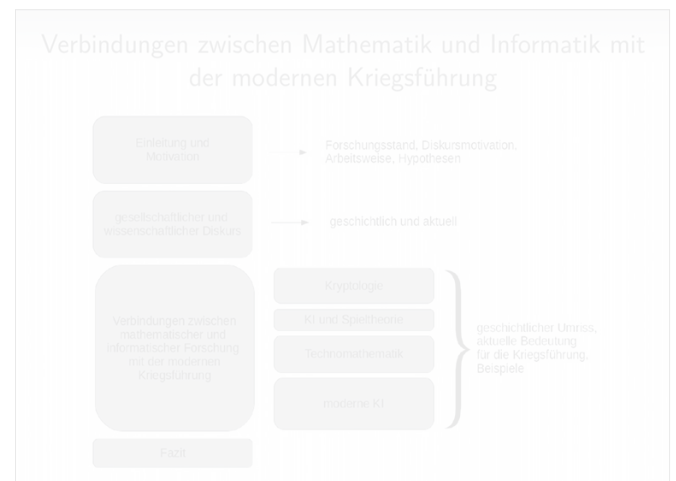 Verbindungen zwischen Mathematik und Informatik mit
der modernen Kriegsführung
Einleitung und
Motivation
Forschungsstand, Diskursmotivation,
Arbeitsweise, Hypothesen
gesellschaftlicher und
wissenschaftlicher Diskurs
geschichtlich und aktuell
Verbindungen zwischen
mathematischer und
informatischer Forschung
mit der modernen
Kriegsführung
Kryptologie
KI und Spieltheorie
Technomathematik
moderne KI
geschichtlicher Umriss,
aktuelle Bedeutung
für die Kriegsführung,
Beispiele
Fazit